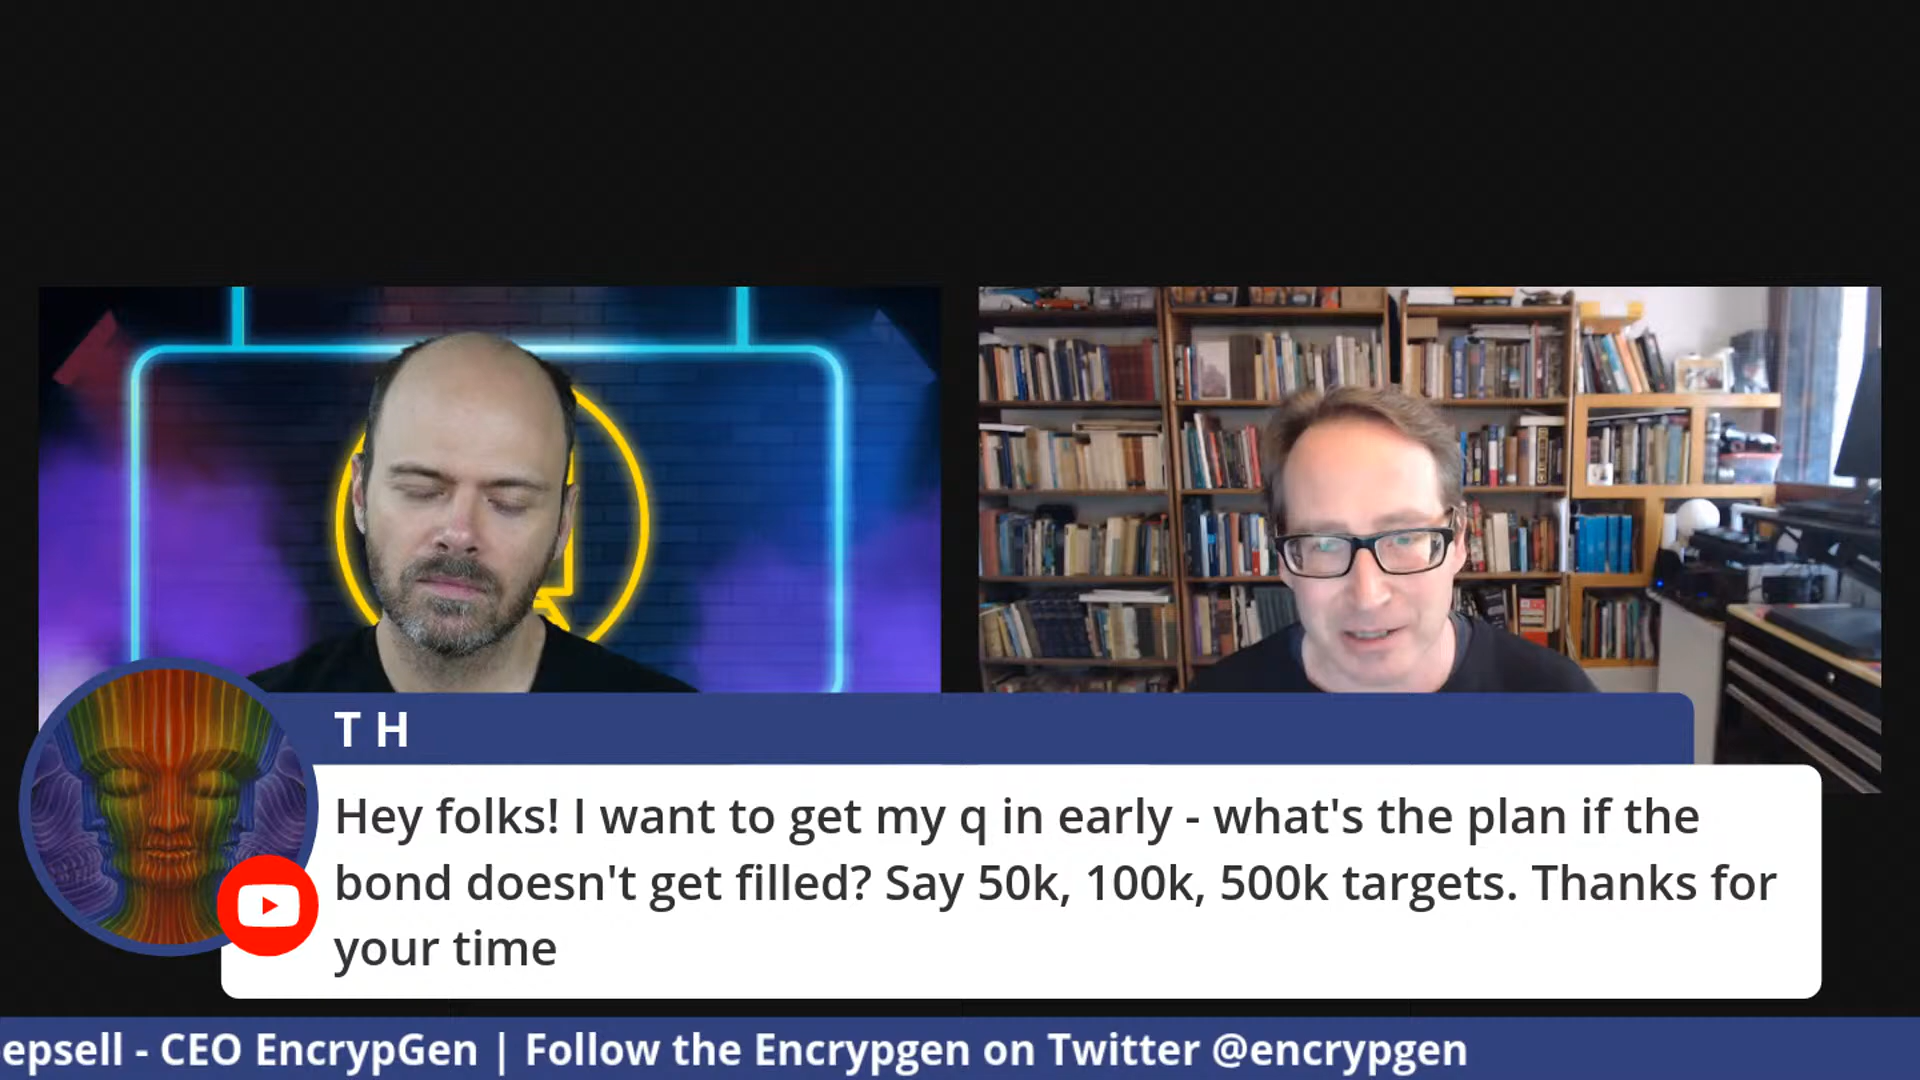 T H
Hey folks! I want to get my q in early - what's the plan if the
bond doesn't get filled? Say 50k, 100k, 500k targets. Thanks for
your time
epsell - CEO EncrypGen | Follow the Encrypgen on Twitter @encrypgen